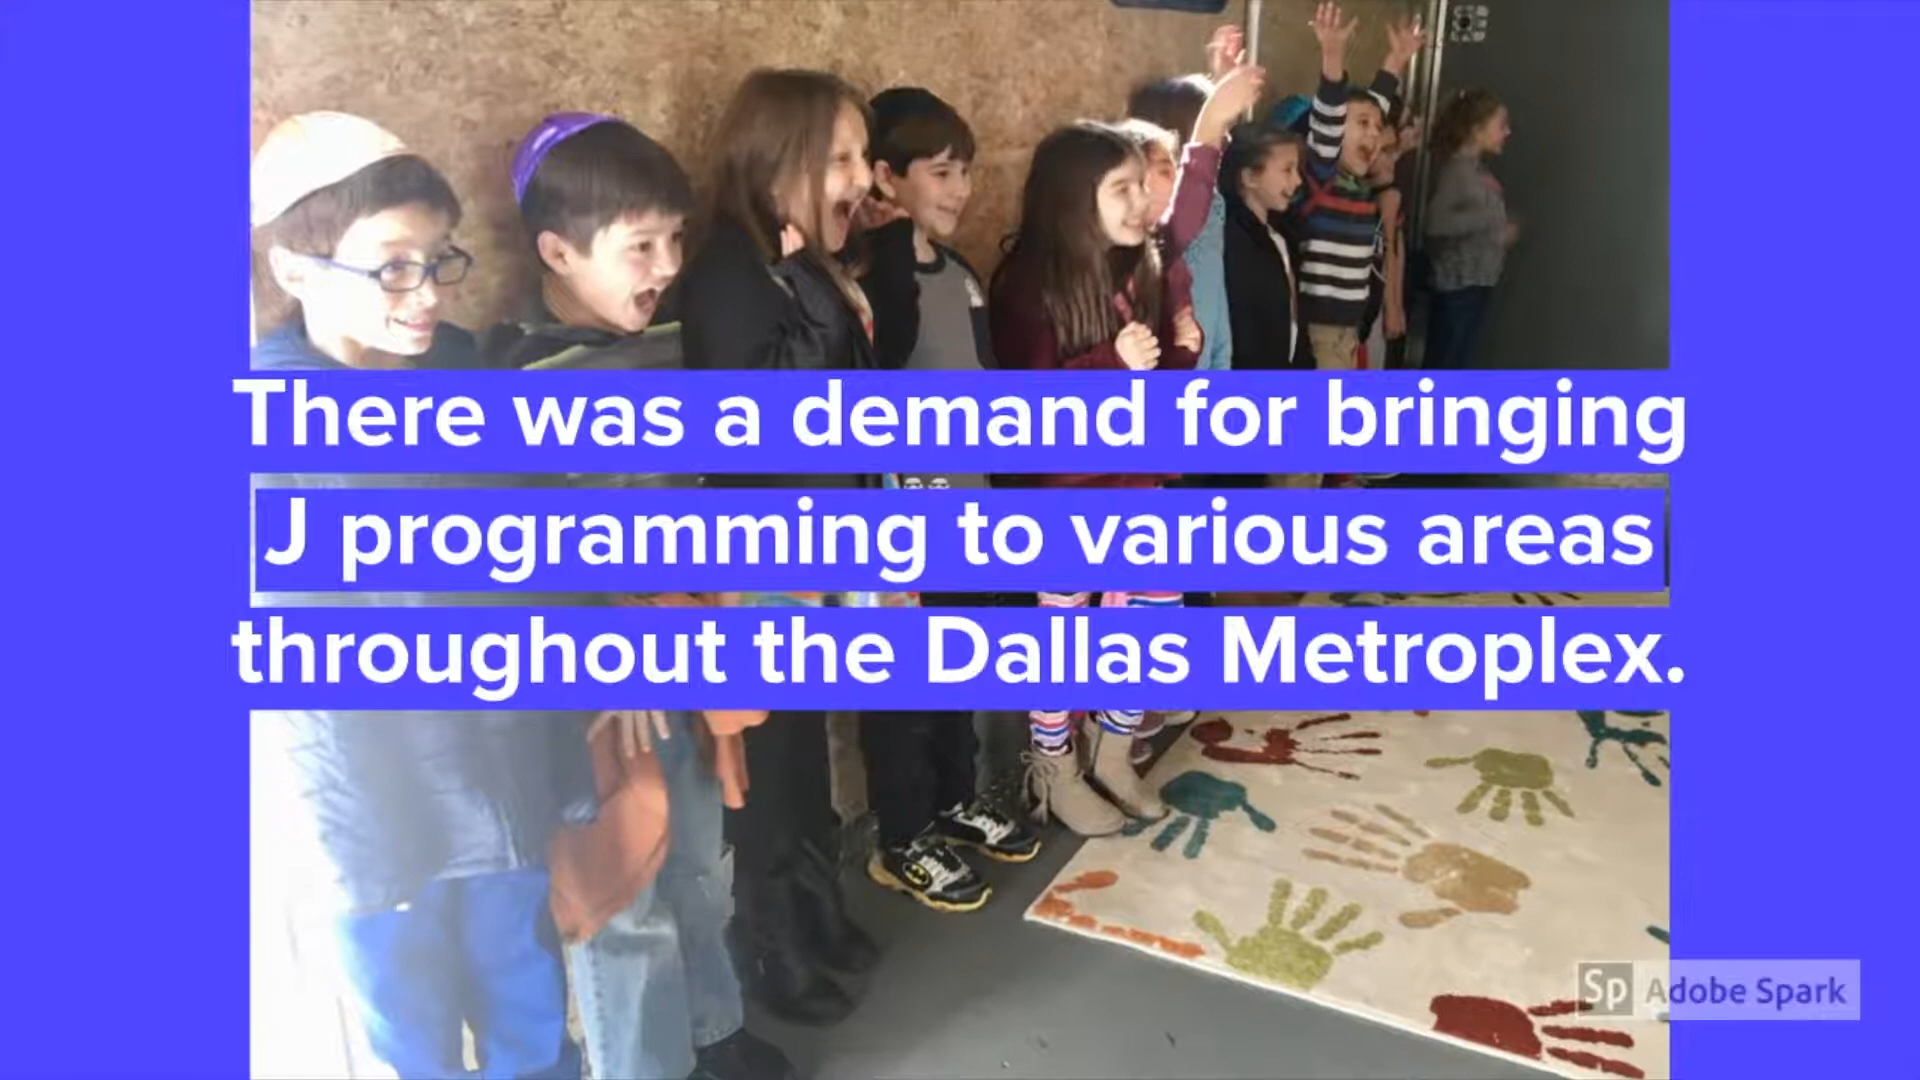 There was a demand for bringing
J programming to various areas
throughout the Dallas Metroplex.
Sp Adobe Spark